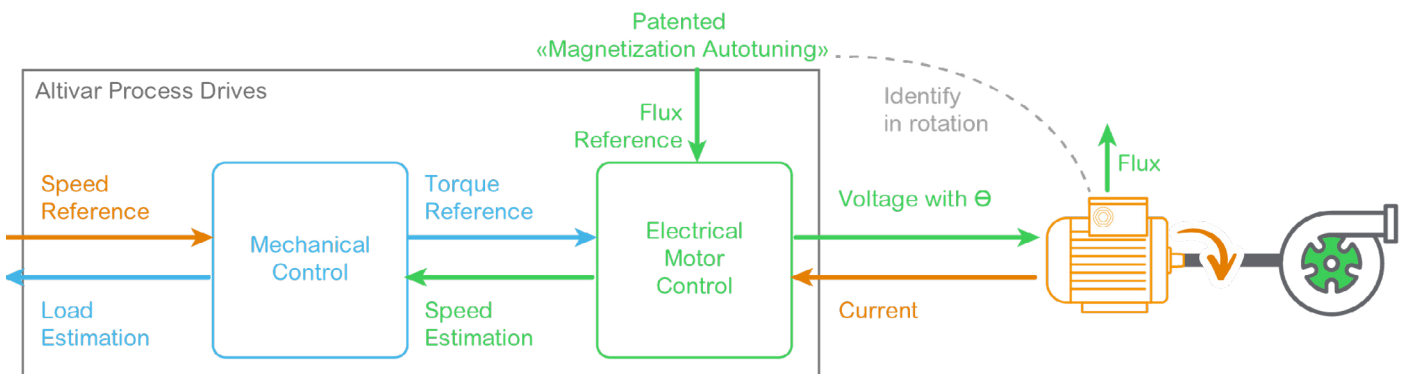 Patented
«Magnetization Autotuning»
Altivar Process Drives
Identify
in rotation
Flux
Reference
Flux
Speed
Reference
Torque
Reference
Voltage with Ɵ
Mechanical
Control
Electrical
Motor
Control
Load
Estimation
Speed
Estimation
Current